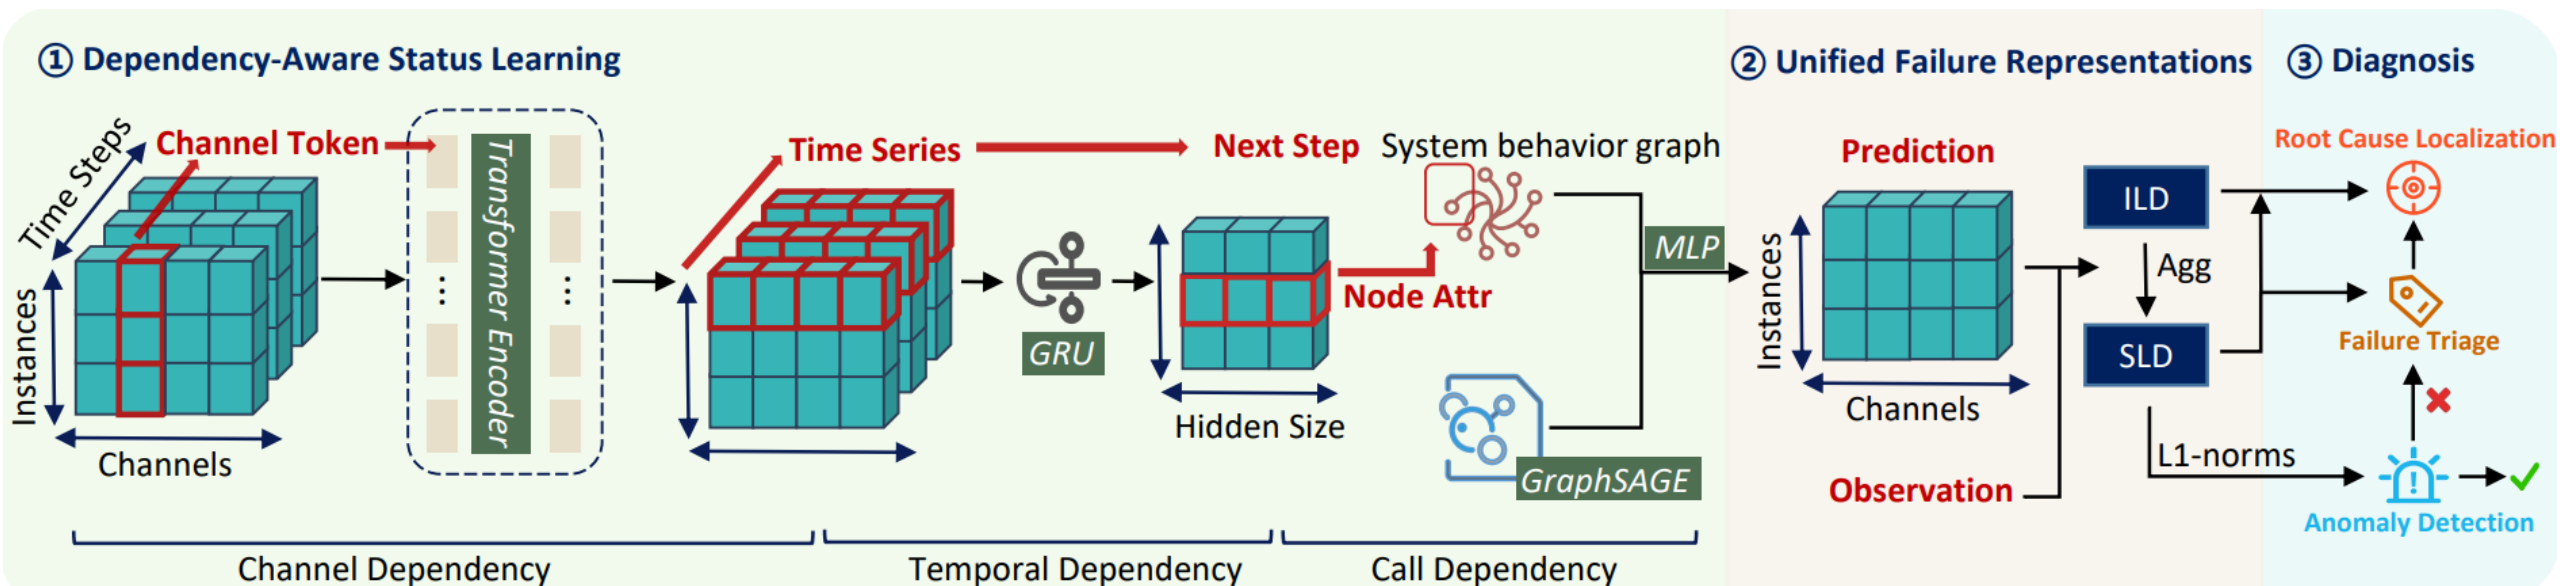 ① Dependency-Aware Status Learning
Time Steps
Channel Token
Instances
Channels
Transformer Encoder
...
...
Time Series
Next Step
GRU
Hidden Size
Node Attr
System behavior graph
GraphSAGE
MLP
Channel Dependency
Temporal Dependency
Call Dependency
② Unified Failure Representations
Prediction
Instances
Channels
Observation
ILD
Agg
SLD
L1-norms
③ Diagnosis
Root Cause Localization
Failure Triage
Anomaly Detection